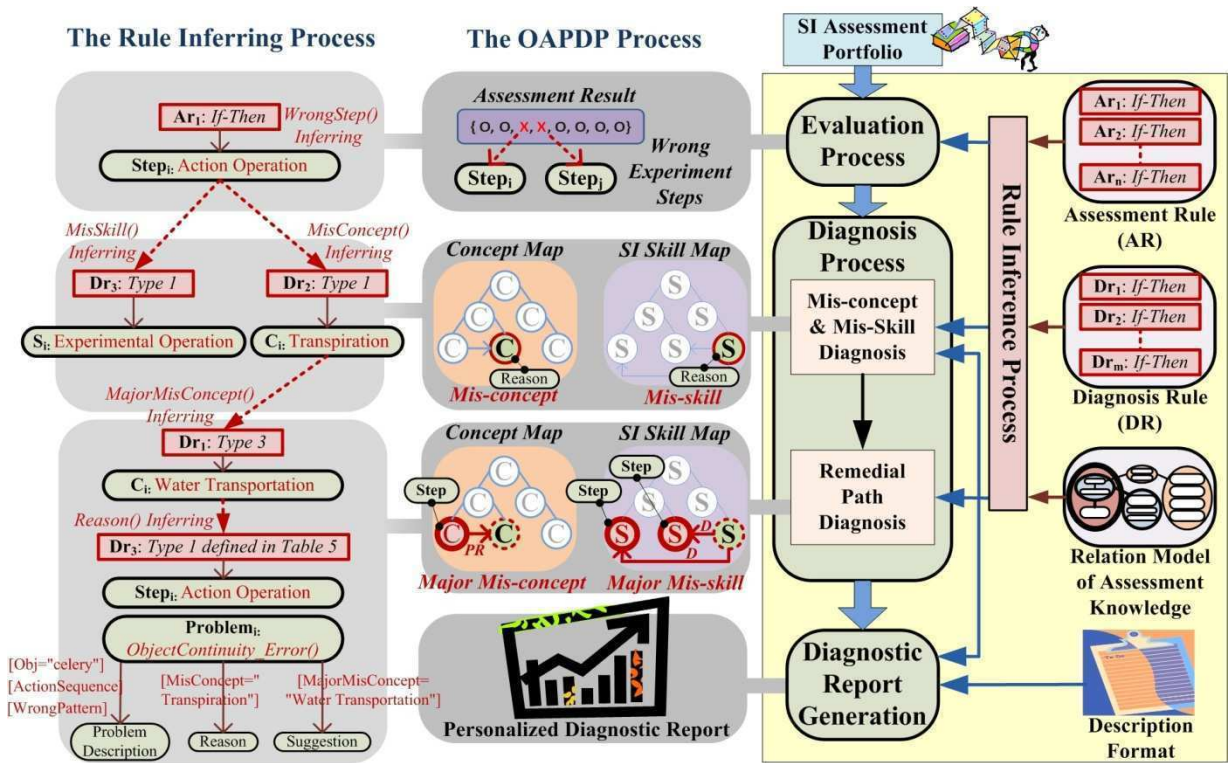 The Rule Inferring Process
Ar1: If-Then
WrongStep()
Inferring
Stepi: Action Operation
MisSkill()
Inferring
MisConcept()
Inferring
Dr3: Type 1
Dr2: Type 1
Si: Experimental Operation
Ci: Transpiration
MajorMisConcept()
Inferring
Dr1: Type 3
Ci: Water Transportation
Reason() Inferring
Dr3: Type 1 defined in Table 5
Stepi: Action Operation
Problemi:
ObjectContinuity_Error()
[Obj="celery"]
[ActionSequence]
[WrongPattern]
[MisConcept="
Transpiration"]
[MajorMisConcept=
"Water Transportation"]
Problem
Description
Reason
Suggestion
The OAPDP Process
Assessment Result
{ O, O, X, X, O, O, O, O}
Stepi
Stepj
Wrong
Experiment
Steps
Concept Map
SI Skill Map
C
C C
C C C
S
S S
S S S
Reason
Reason
Mis-concept
Mis-skill
Concept Map
SI Skill Map
Step
Step
Step
C
C C
C C C
PR
S
S S
S S S
D
D
Major Mis-concept
Major Mis-skill
Personalized Diagnostic Report
SI Assessment
Portfolio
Evaluation
Process
Diagnosis
Process
Mis-concept
& Mis-Skill
Diagnosis
Remedial
Path
Diagnosis
Diagnostic
Report
Generation
Rule Inference Process
Ar1: If-Then
Ar2: If-Then
Arn: If-Then
Assessment Rule
(AR)
Dr1: If-Then
Dr2: If-Then
Drm: If-Then
Diagnosis Rule
(DR)
Relation Model
of Assessment
Knowledge
Description
Format